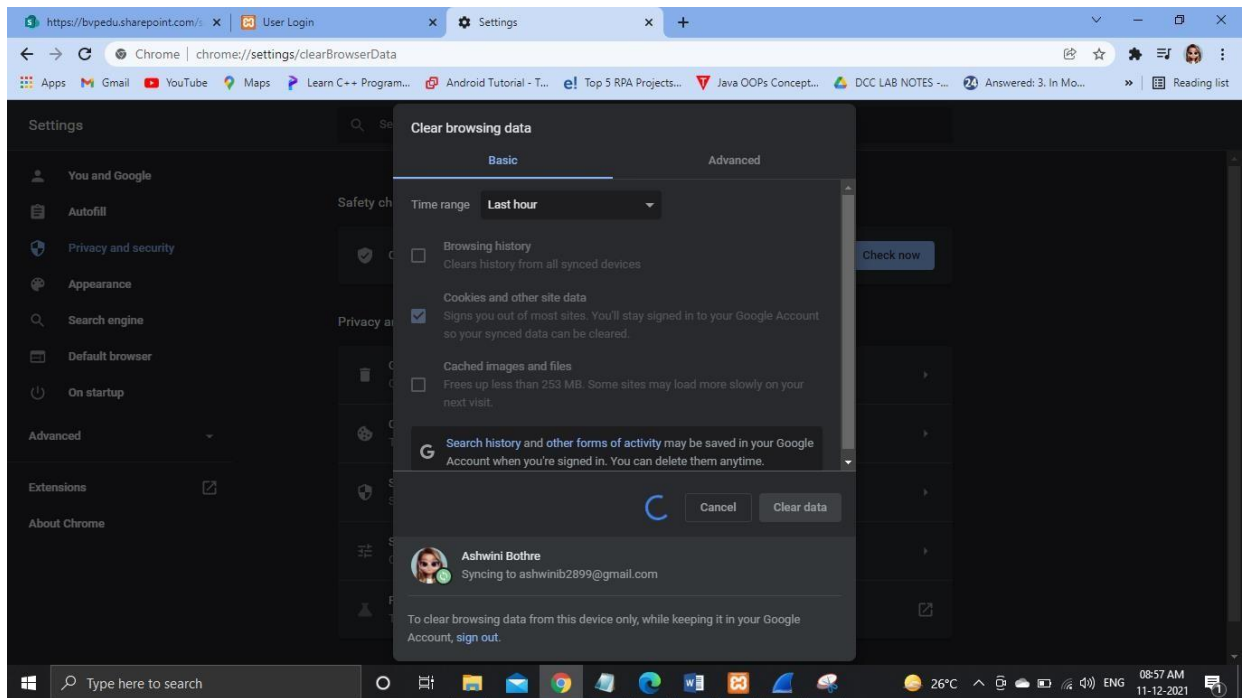 https://bvpedu.sharepoint.com/s
User Login
Settings
Chrome | chrome://settings/clearBrowserData
Apps
Gmail
YouTube
Maps
Learn C++ Program...
Android Tutorial - T...
Top 5 RPA Projects...
Java OOPs Concept...
DCC LAB NOTES -...
Answered: 3. In Mo...
»
Reading list
Settings
Se
You and Google
Autofill
Privacy and security
Appearance
Search engine
Default browser
On startup
Advanced
Extensions
About Chrome
Safety ch
Check now
Privacy a
Clear browsing data
Basic
Advanced
Time range
Last hour
Browsing history
Clears history from all synced devices
Cookies and other site data
Signs you out of most sites. You'll stay signed in to your Google Account
so your synced data can be cleared.
Cached images and files
Frees up less than 253 MB. Some sites may load more slowly on your
next visit.
Search history and other forms of activity may be saved in your Google
Account when you're signed in. You can delete them anytime.
Cancel
Clear data
Ashwini Bothre
Syncing to ashwinib2899@gmail.com
To clear browsing data from this device only, while keeping it in your Google
Account, sign out.
Type here to search
26°C
ENG
08:57 AM
11-12-2021